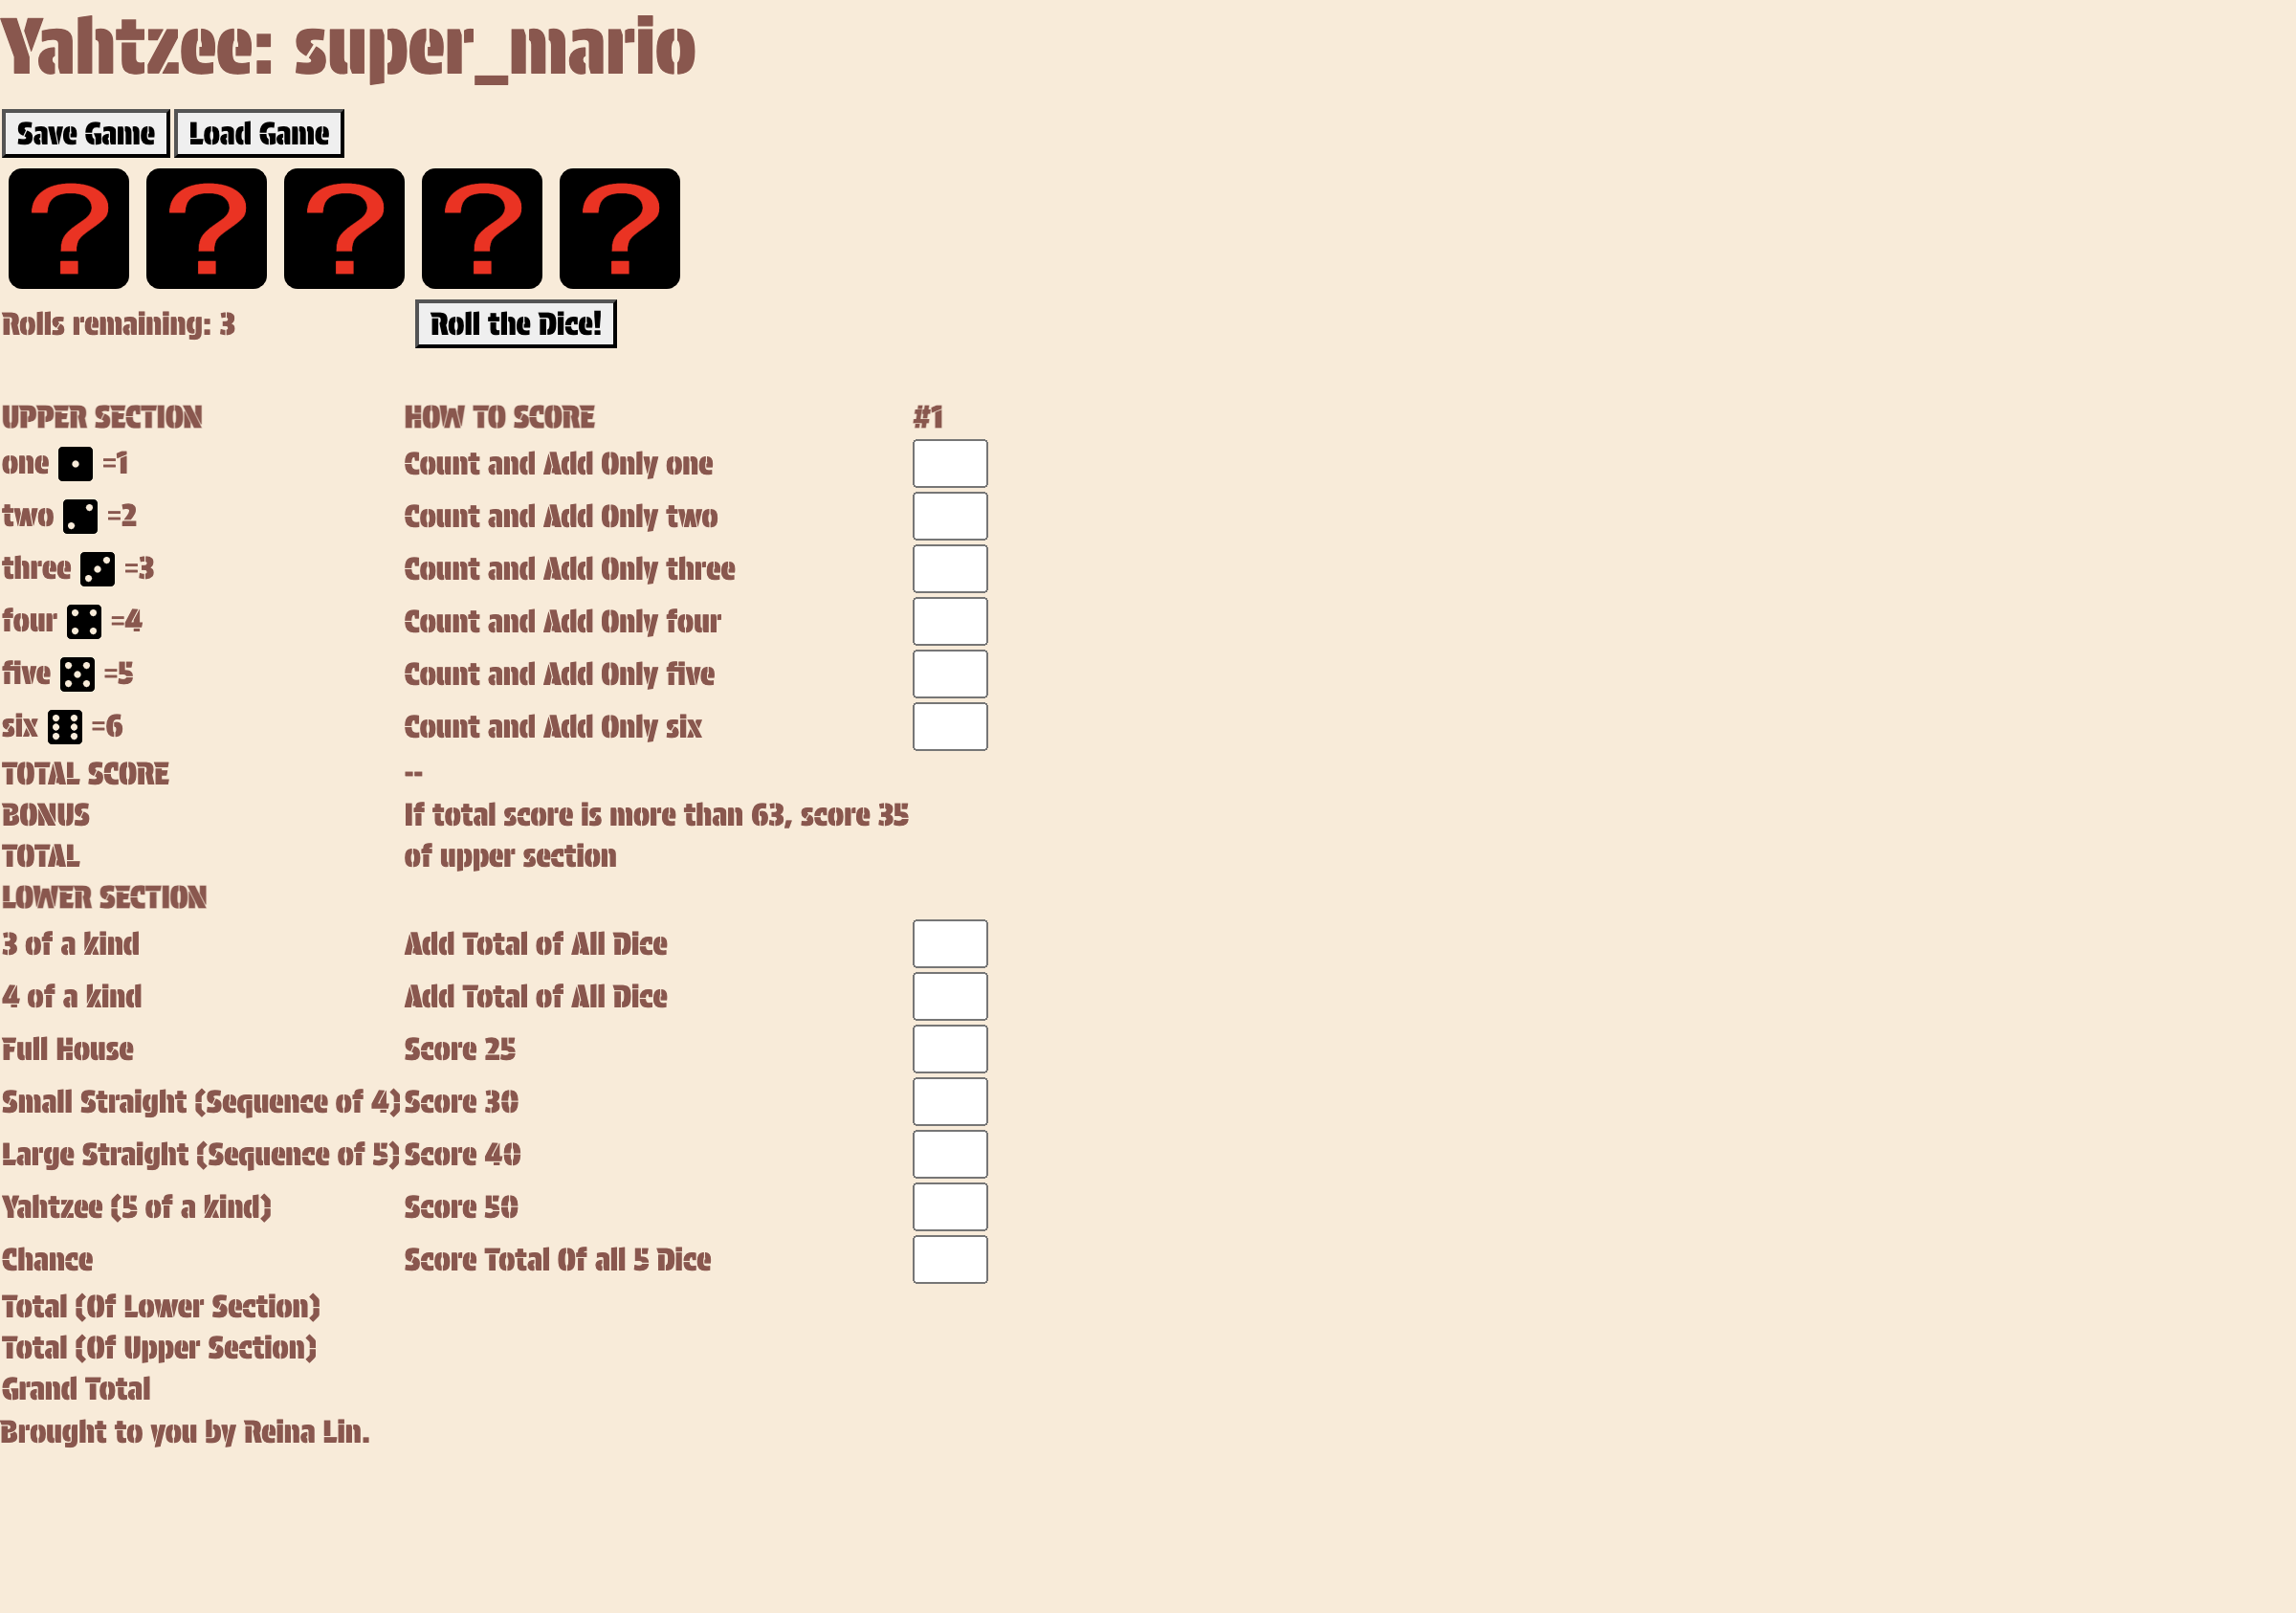 Yahtzee: super_mario
Save Game Load Game
? ? ? ? ?
Rolls remaining: 3 Roll the Dice!
UPPER SECTION HOW TO SCORE #1
one =1 Count and Add Only one
two =2 Count and Add Only two
three =3 Count and Add Only three
four =4 Count and Add Only four
five =5 Count and Add Only five
six =6 Count and Add Only six
TOTAL SCORE --
BONUS If total score is more than 63, score 35
TOTAL of upper section
LOWER SECTION
3 of a kind Add Total of All Dice
4 of a kind Add Total of All Dice
Full House Score 25
Small Straight (Sequence of 4) Score 30
Large Straight (Sequence of 5) Score 40
Yahtzee (5 of a kind) Score 50
Chance Score Total Of all 5 Dice
Total (Of Lower Section)
Total (Of Upper Section)
Grand Total
Brought to you by Reina Lin.